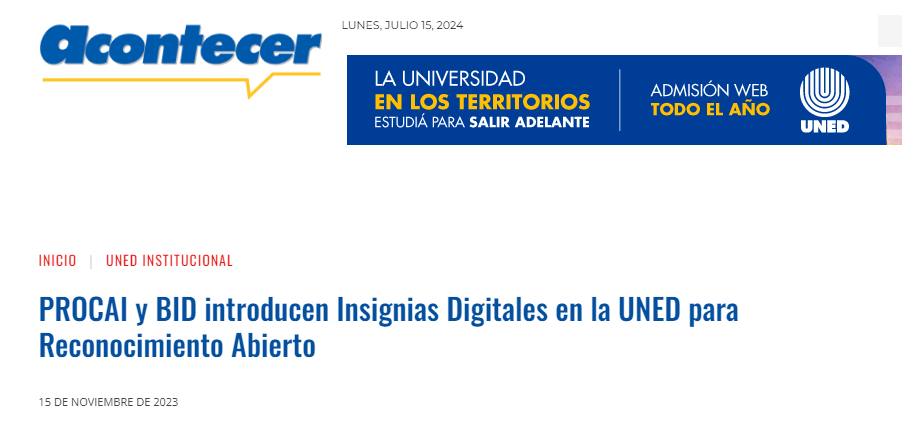 acontecer
LUNES, JULIO 15, 2024
LA UNIVERSIDAD
EN LOS TERRITORIOS
ESTUDIÁ PARA SALIR ADELANTE
ADMISIÓN WEB
TODO EL AÑO
UNED
INICIO | UNED INSTITUCIONAL
PROCAI y BID introducen Insignias Digitales en la UNED para
Reconocimiento Abierto
15 DE NOVIEMBRE DE 2023